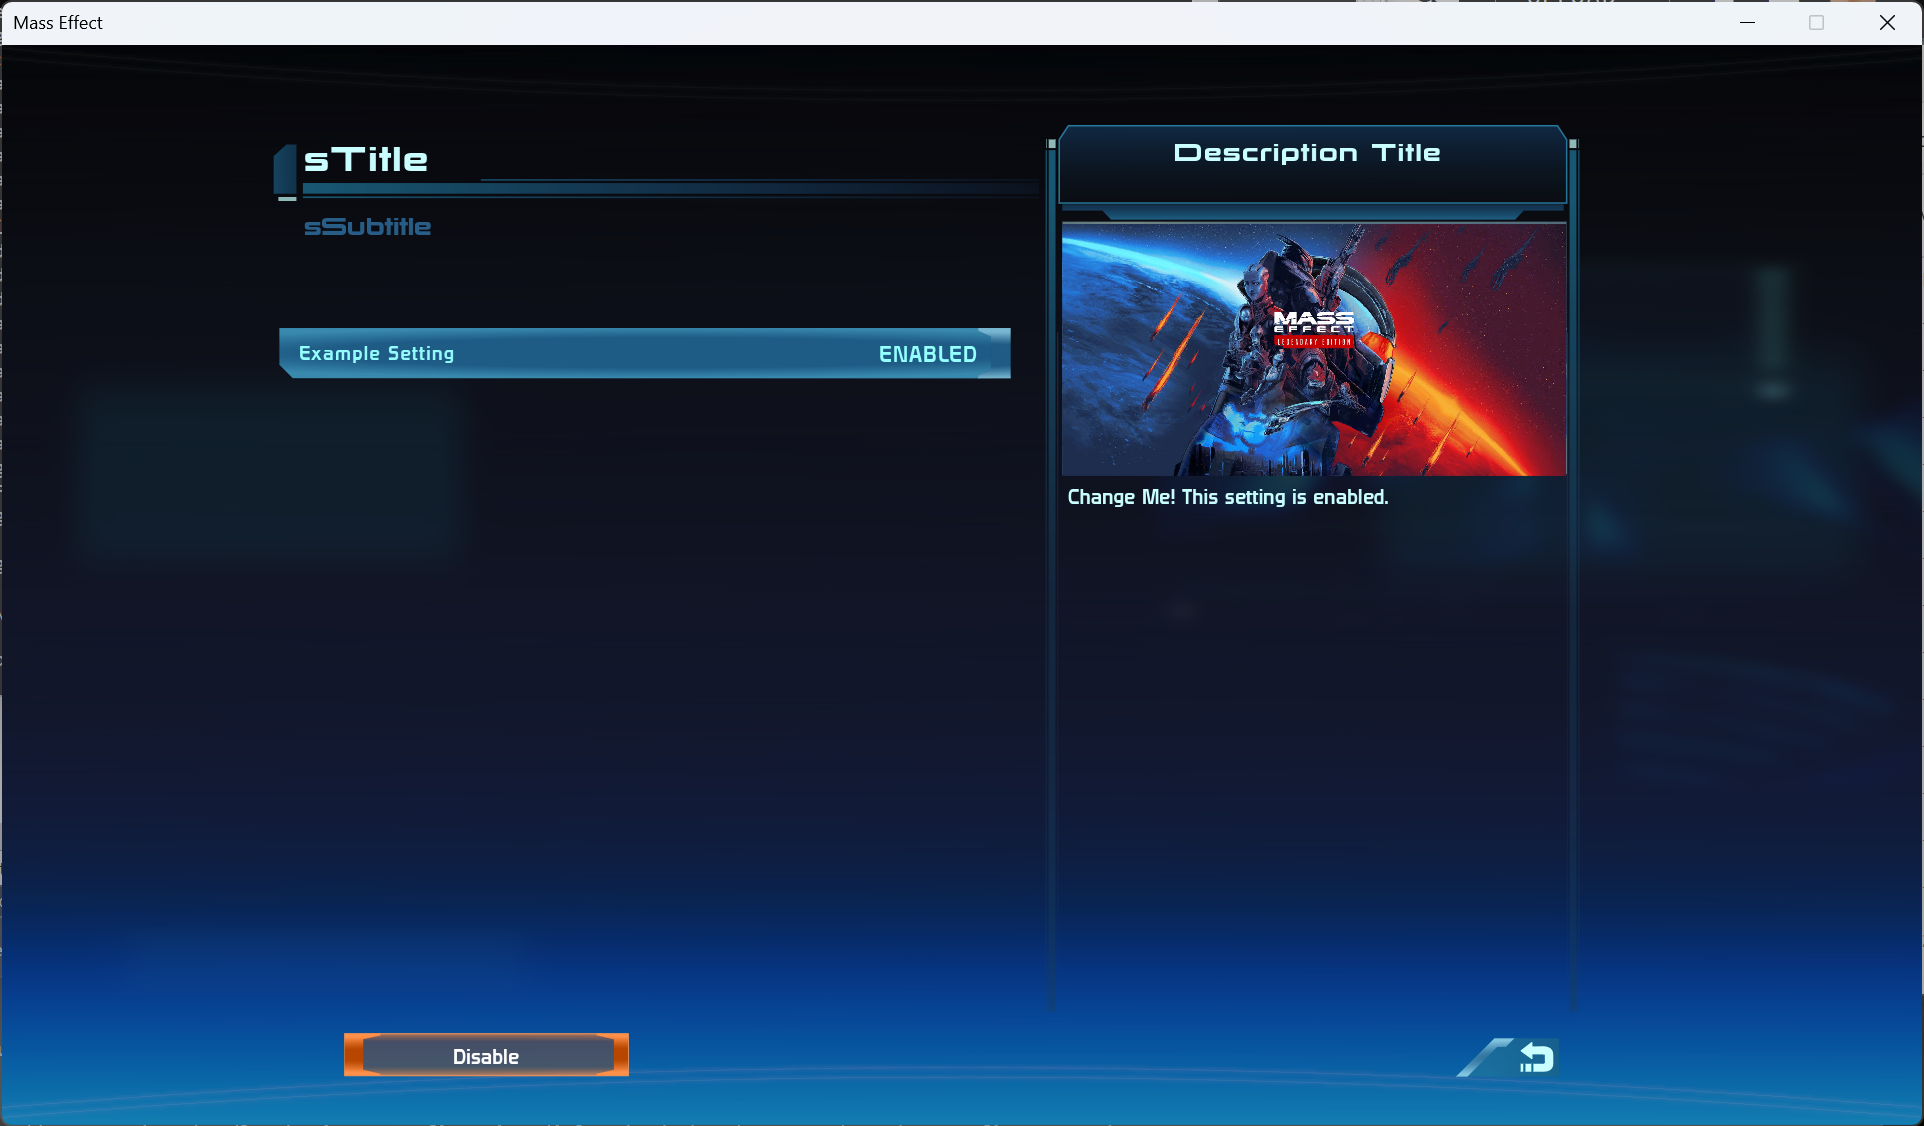 Mass Effect
sTitle
sSubtitle
Example Setting ENABLED
Description Title
MASS
EFFECT
LEGENDARY EDITION
Change Me! This setting is enabled.
Disable